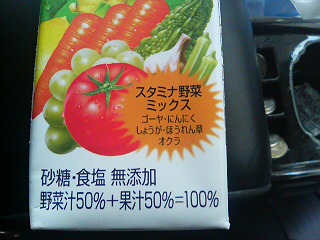 スタミナ野菜
ミックス
ゴーヤ・にんにく
しょうが・ほうれん草
オクラ
砂糖・食塩 無添加
野菜汁50%+果汁50%=100%